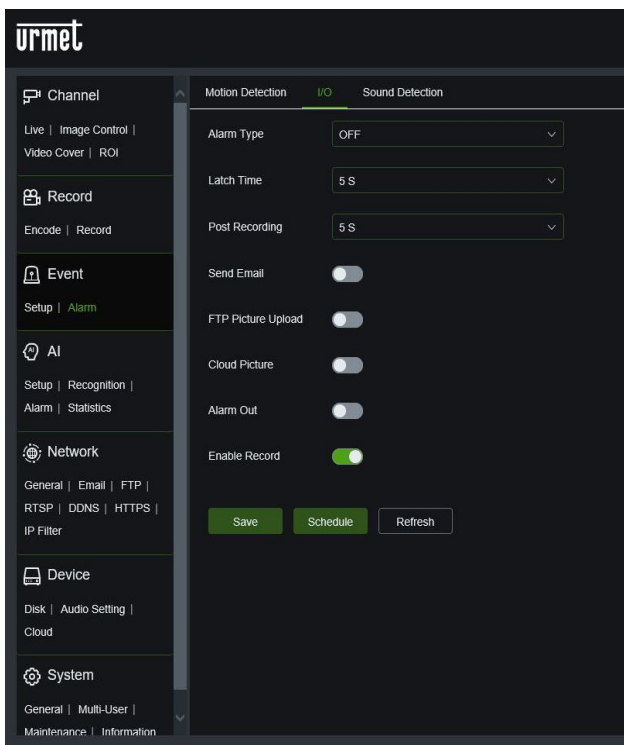 urmet
Channel
Live | Image Control |
Video Cover | ROI
Record
Encode | Record
Event
Setup | Alarm
AI
Setup | Recognition |
Alarm | Statistics
Network
General | Email | FTP |
RTSP | DDNS | HTTPS |
IP Filter
Device
Disk | Audio Setting |
Cloud
System
General | Multi-User |
Maintenance | Information
Motion Detection I/O Sound Detection
Alarm Type OFF
Latch Time 5 S
Post Recording 5 S
Send Email
FTP Picture Upload
Cloud Picture
Alarm Out
Enable Record
Save Schedule Refresh